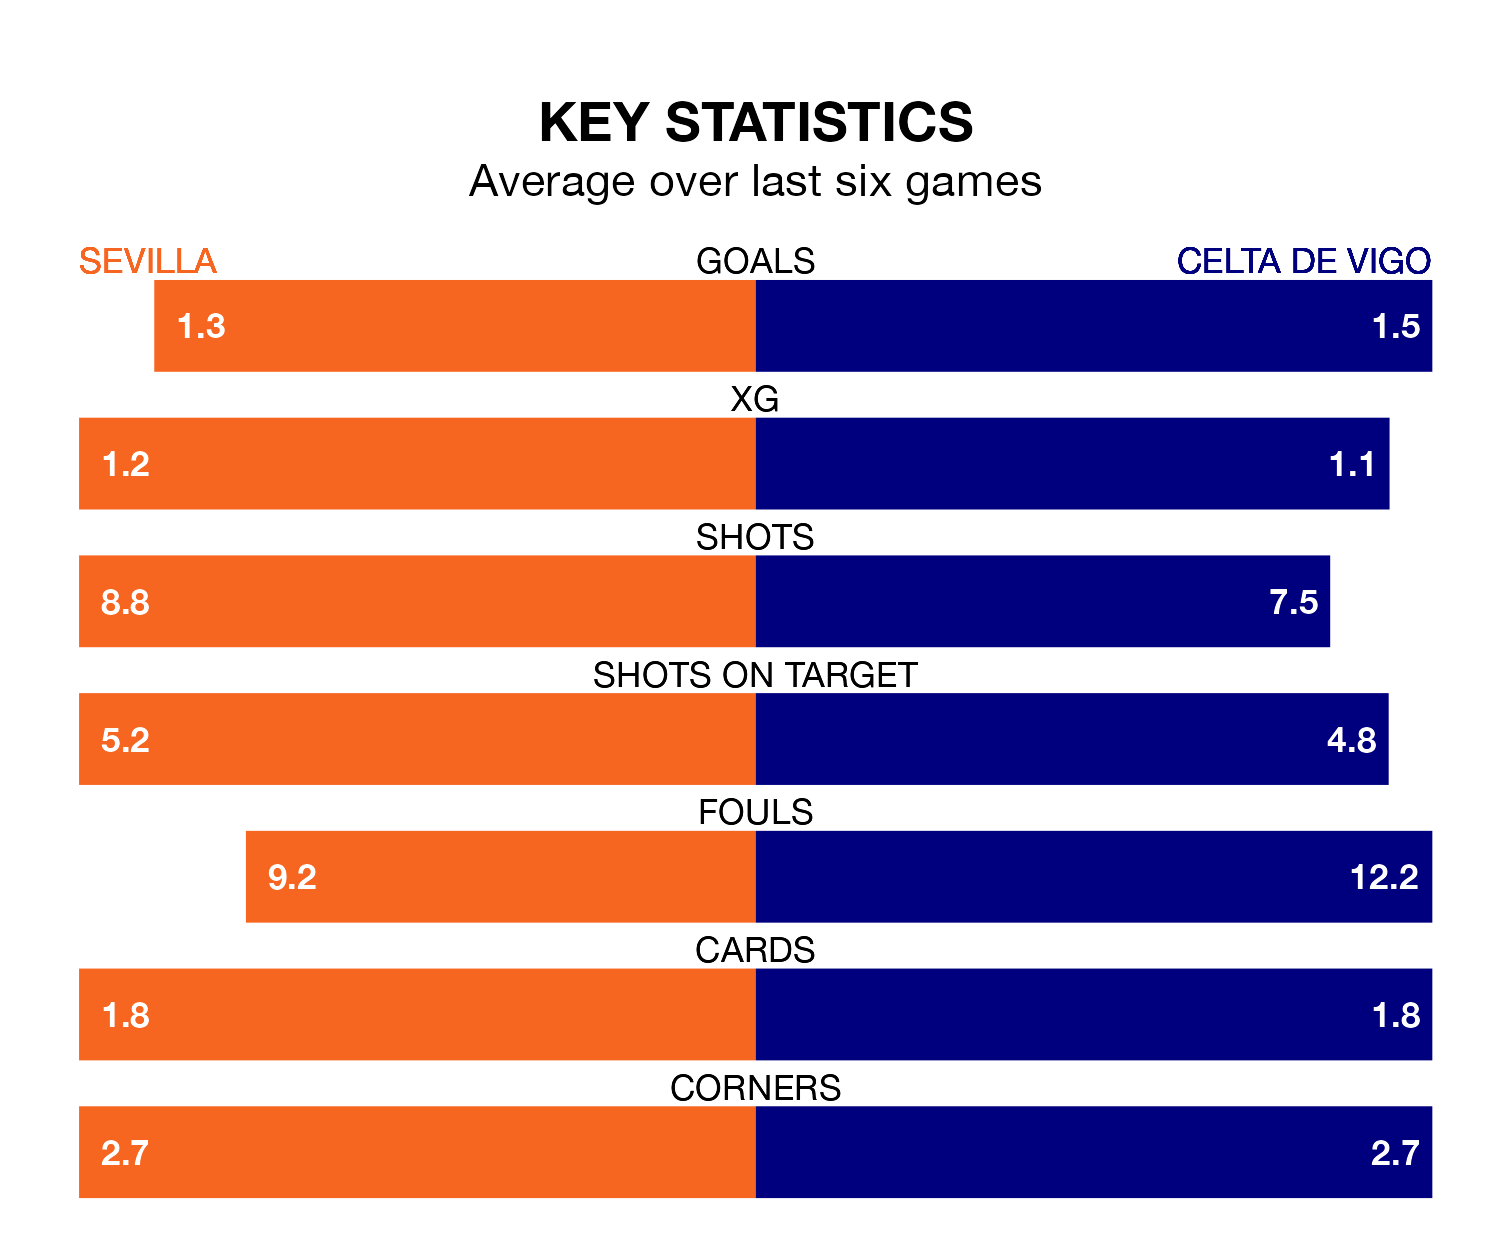 KEY STATISTICS
Average over last six games
SEVILLA GOALS CELTA DE VIGO
1.3 1.5
XG
1.2 1.1
SHOTS
8.8 7.5
SHOTS ON TARGET
5.2 4.8
FOULS
9.2 12.2
CARDS
1.8 1.8
CORNERS
2.7 2.7